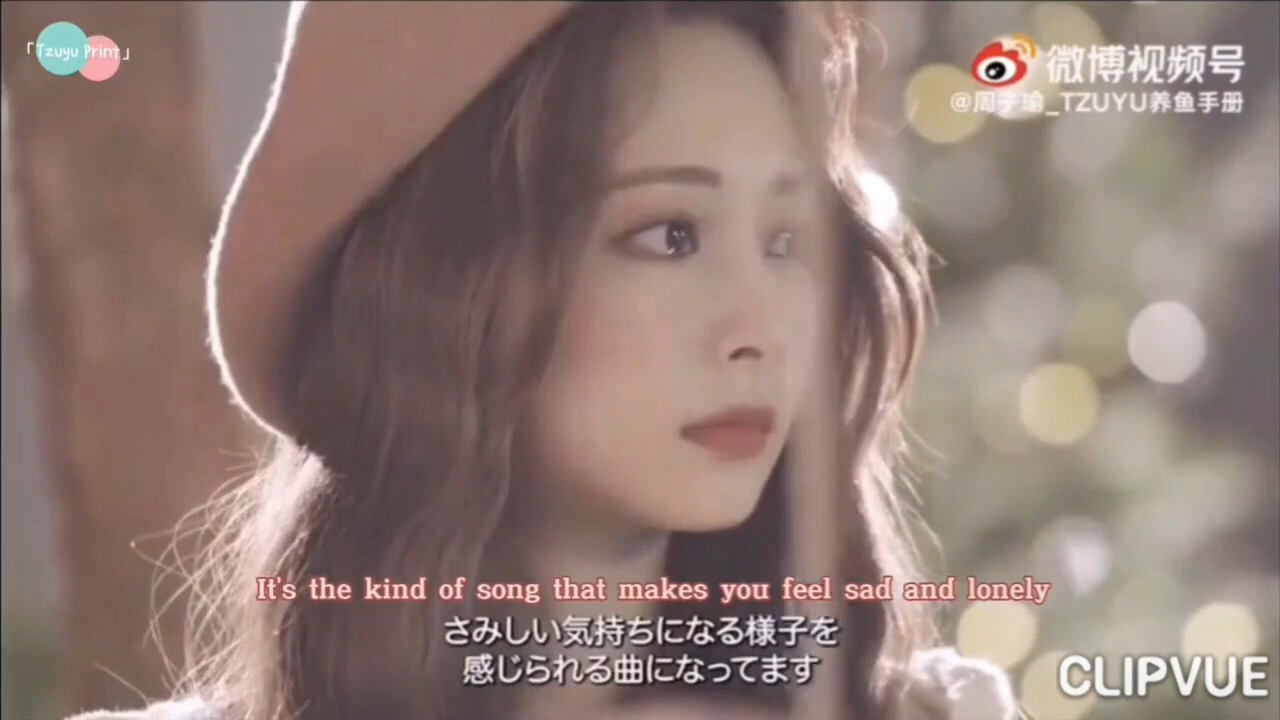 「Tzuyu Print」
微博视频号
@周子瑜_TZUYU养鱼手册
It's the kind of song that makes you feel sad and lonely
さみしい気持ちになる様子を
感じられる曲になってます
CLIPVUE